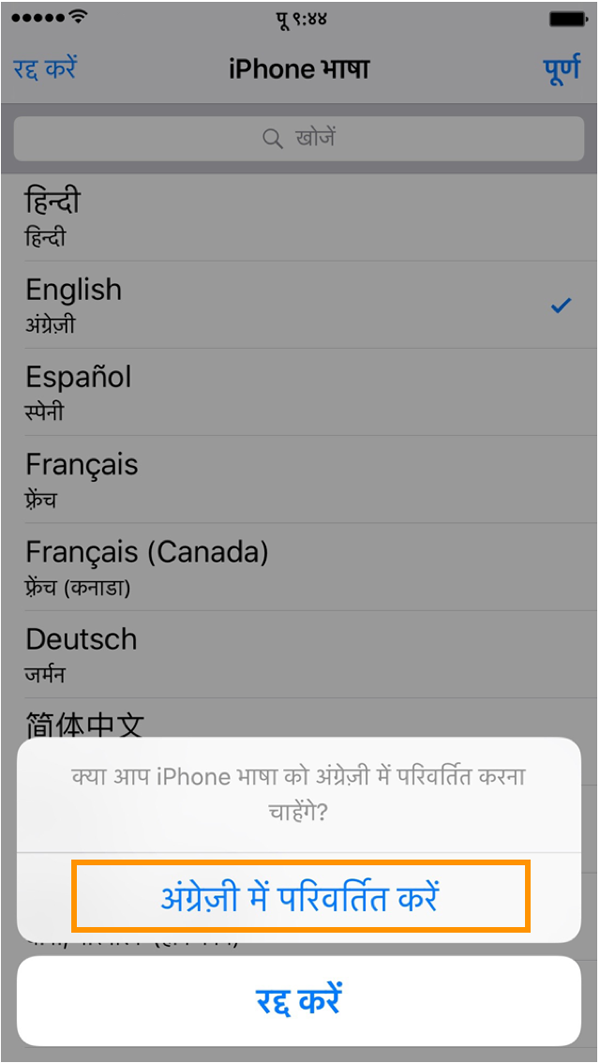 पू ९:४४
रद्द करें
iPhone भाषा
पूर्ण
खोजें
हिन्दी
हिन्दी
English
अंग्रेज़ी
Español
स्पेनी
Français
फ़्रेंच
Français (Canada)
फ़्रेंच (कनाडा)
Deutsch
जर्मन
简体中文
क्या आप iPhone भाषा को अंग्रेज़ी में परिवर्तित करना
चाहेंगे?
अंग्रेज़ी में परिवर्तित करें
रद्द करें